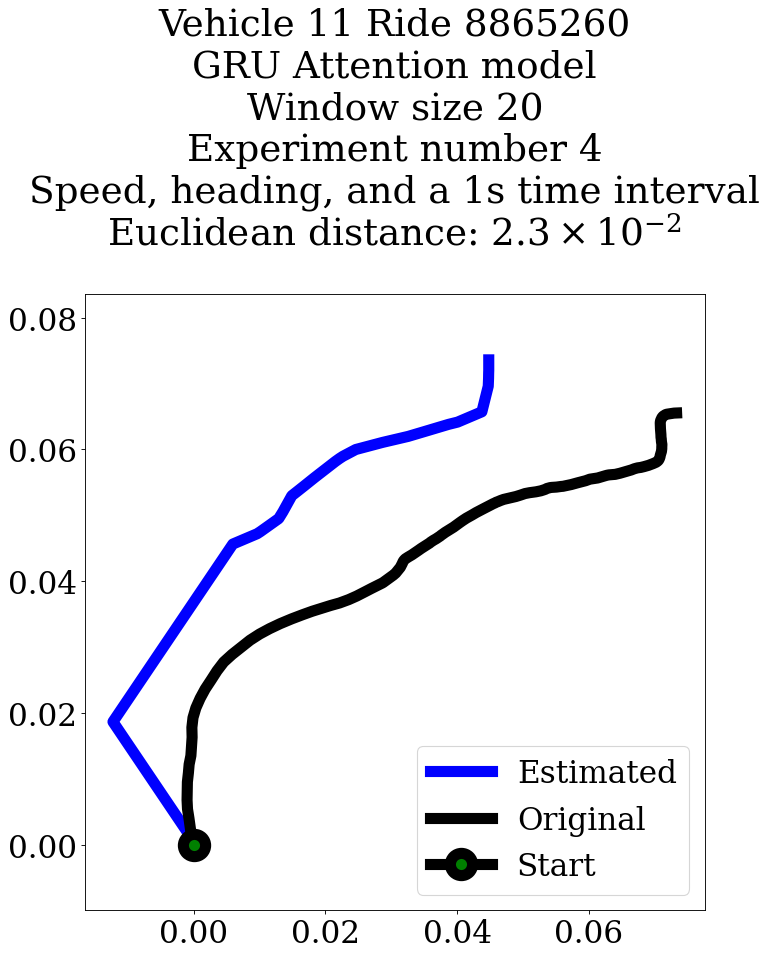 Vehicle 11 Ride 8865260
GRU Attention model
Window size 20
Experiment number 4
Speed, heading, and a 1s time interval
Euclidean distance: 2.3 × 10⁻²
0.08
0.06
0.04
0.02
0.00
Estimated
Original
Start
0.00 0.02 0.04 0.06